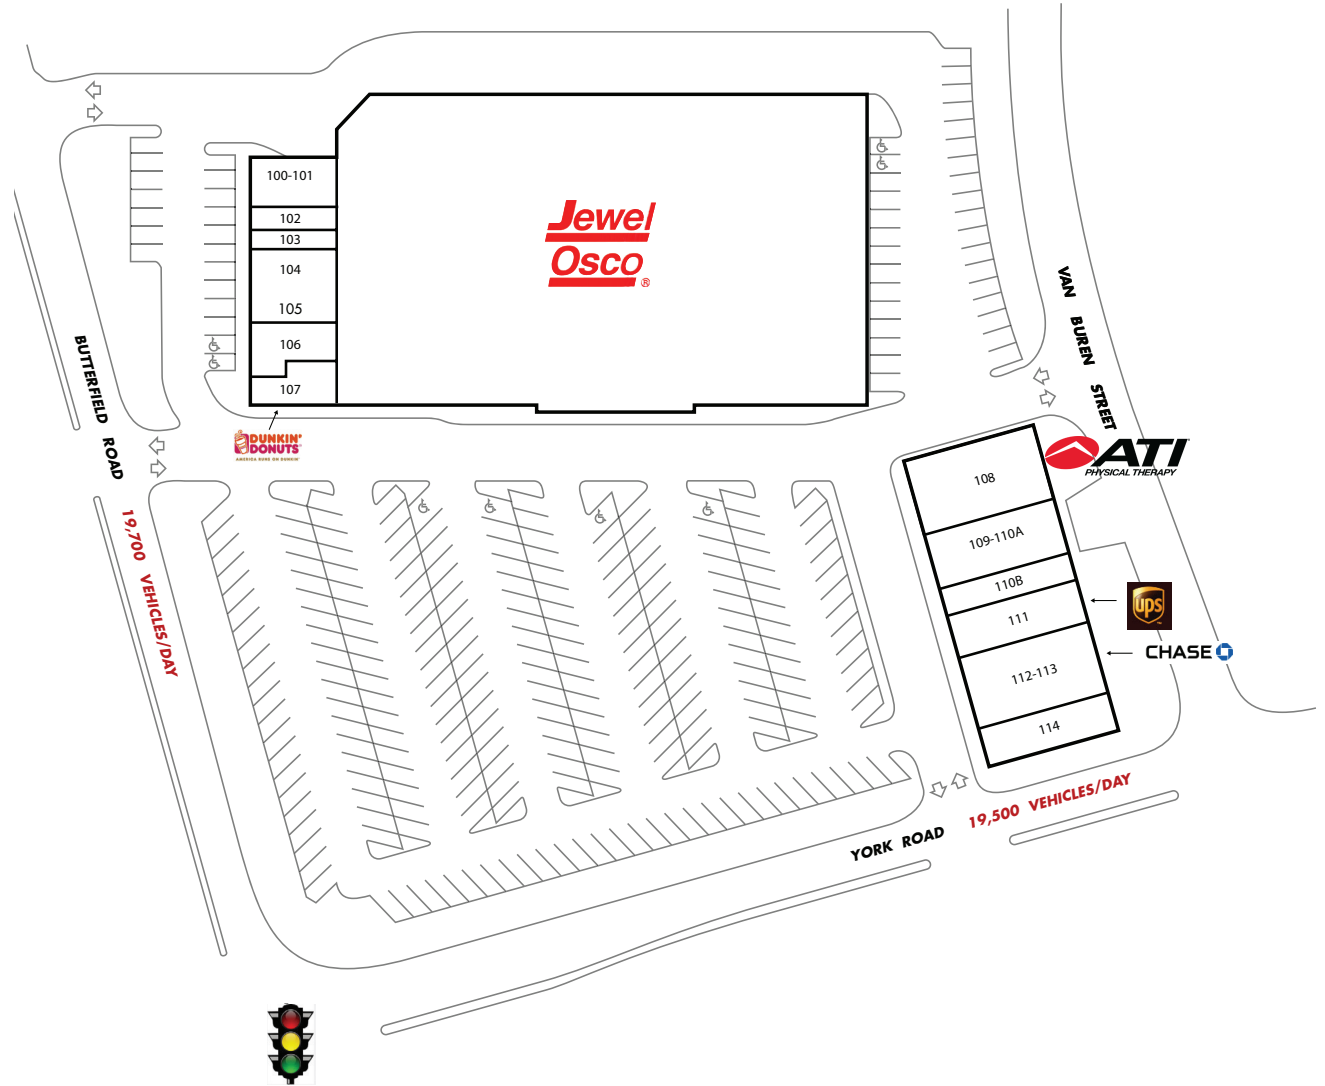 100-101
102
103
104
105
106
107
Jewel
Osco®
DUNKIN'
DONUTS
AMERICA RUNS ON DUNKIN'
BUTTERFIELD ROAD
19,700 VEHICLES/DAY
VAN BUREN STREET
ATI
PHYSICAL THERAPY
108
109-110A
110B
111
112-113
114
ups
CHASE
YORK ROAD
19,500 VEHICLES/DAY